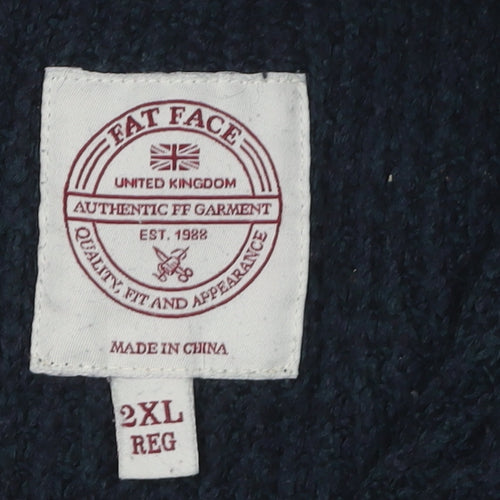 FAT FACE
UNITED KINGDOM
AUTHENTIC FF GARMENT
EST. 1988
QUALITY, FIT AND APPEARANCE
MADE IN CHINA
2XL
REG